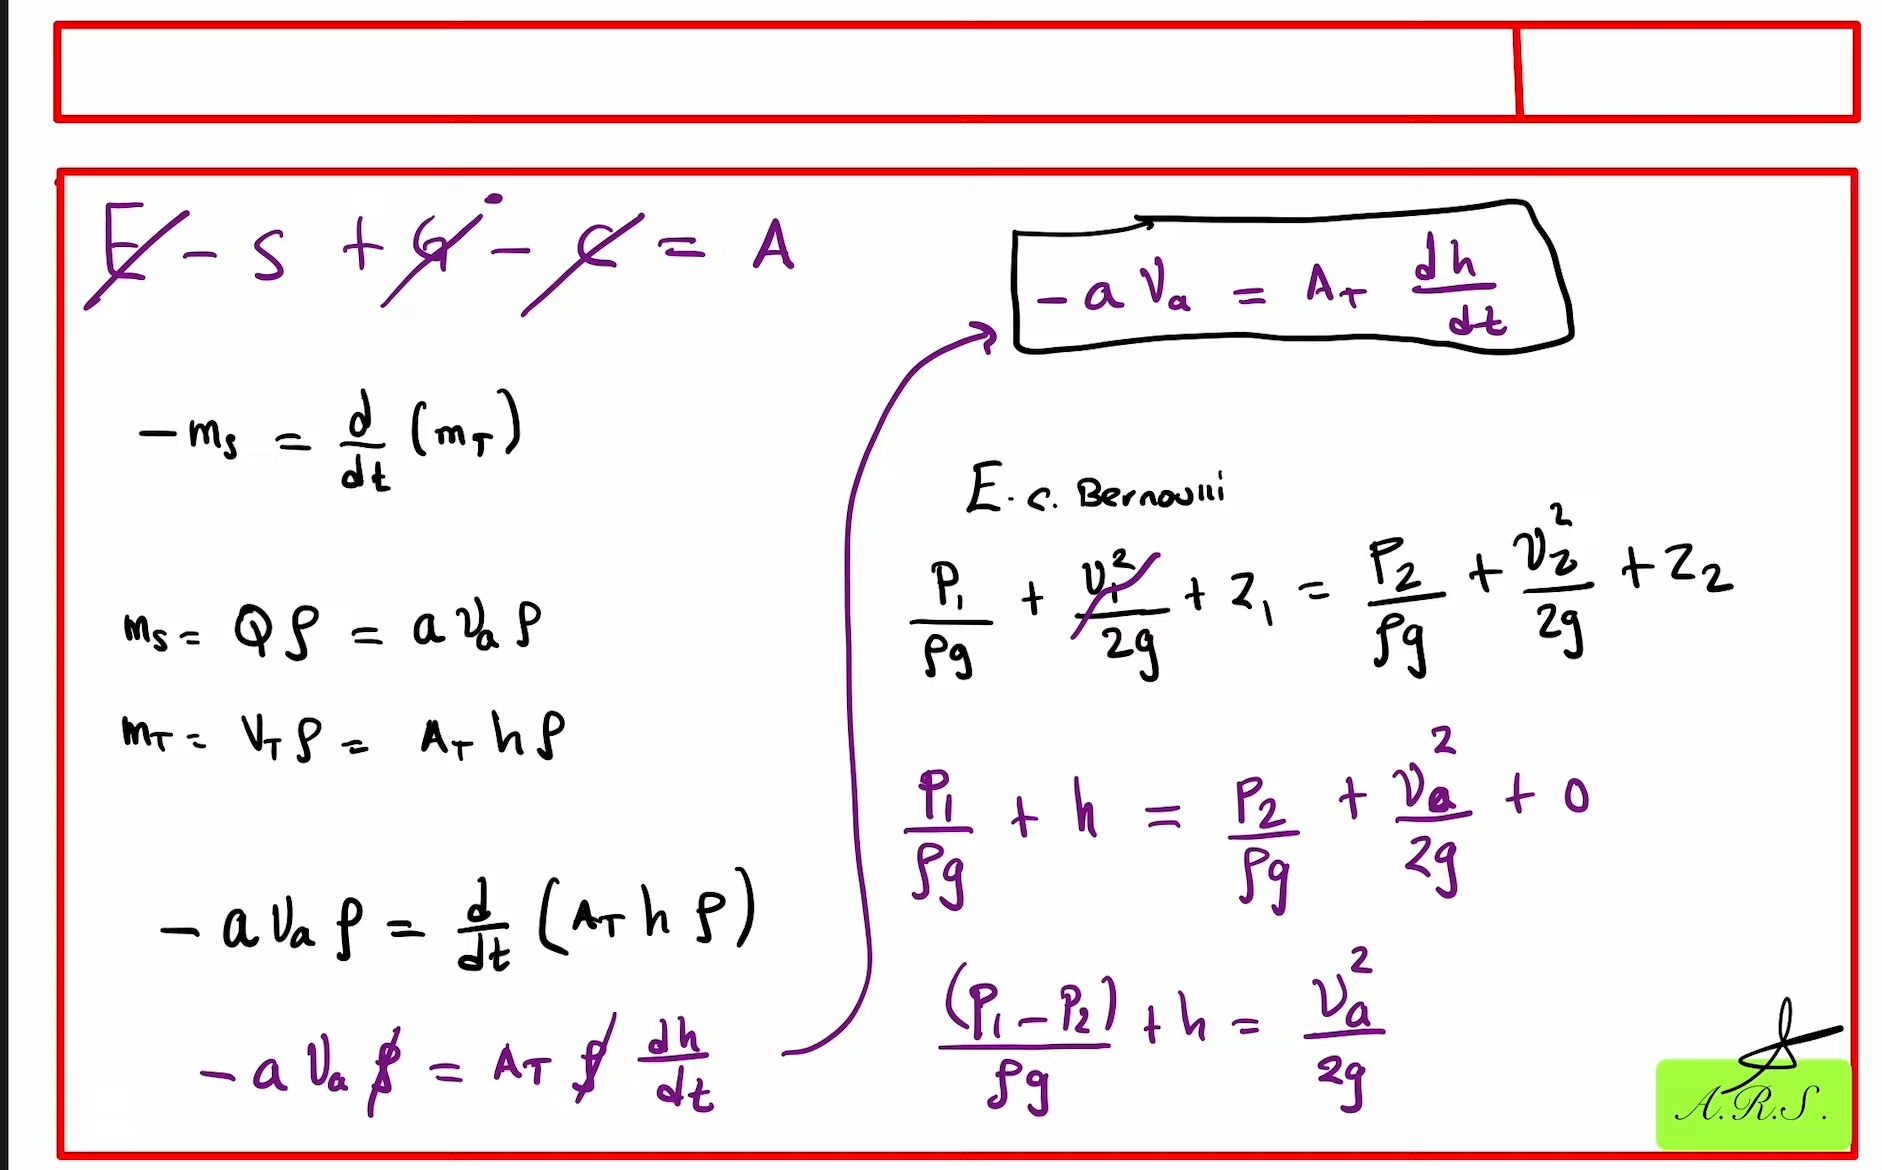 E - S + G - C = A
-ms = d/dt (mT)
ms = Qρ = a va ρ
mT = VT ρ = AT h ρ
-a va ρ = d/dt (AT h ρ)
-a va ρ = AT ρ dh/dt
-a va = AT dh/dt
E. c. Bernoulli
P1/ρg + v1²/2g + z1 = P2/ρg + v2²/2g + z2
P1/ρg + h = P2/ρg + va²/2g + 0
(P1 - P2)/ρg + h = va²/2g
A.R.S.